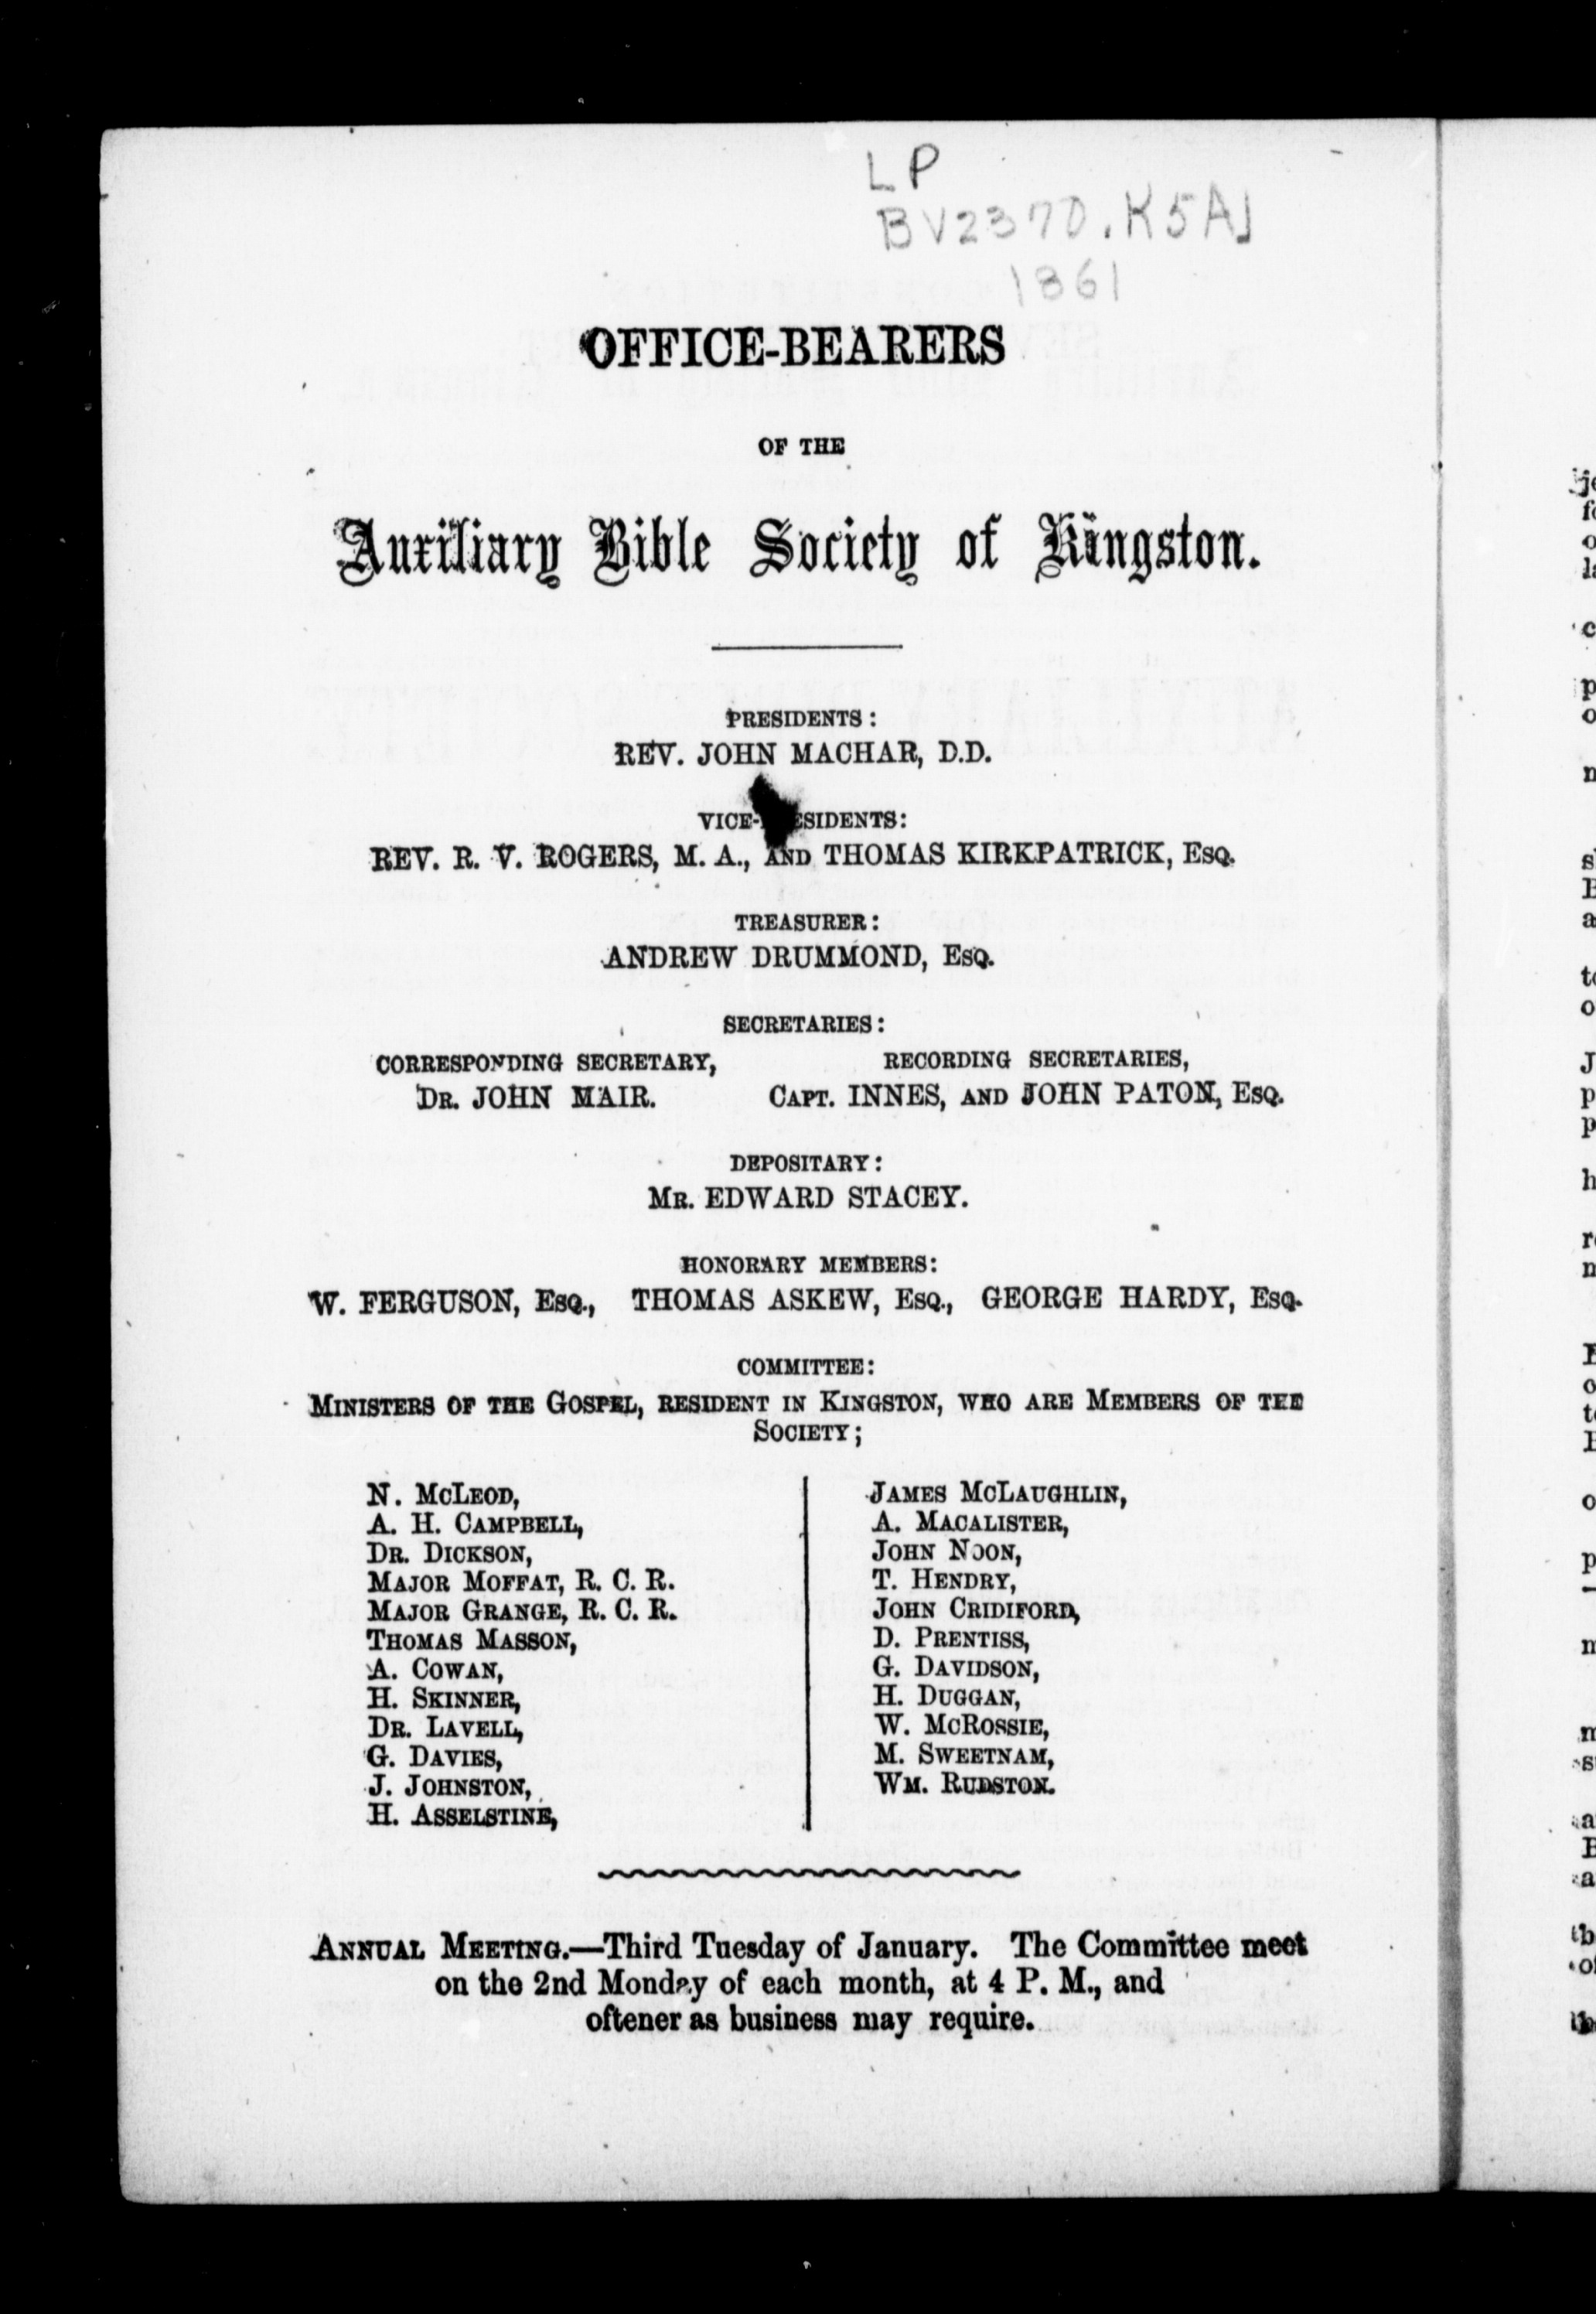 LP
BV2370.K5A1
1861
OFFICE-BEARERS
OF THE
Auxiliary Bible Society of Kingston.
PRESIDENTS:
REV. JOHN MACHAR, D.D.
VICE- ESIDENTS:
REV. R. V. ROGERS, M. A., AND THOMAS KIRKPATRICK, ESQ.
TREASURER:
ANDREW DRUMMOND, ESQ.
SECRETARIES:
CORRESPONDING SECRETARY,
DR. JOHN MAIR.
RECORDING SECRETARIES,
CAPT. INNES, AND JOHN PATON, ESQ.
DEPOSITARY:
MR. EDWARD STACEY.
HONORARY MEMBERS:
W. FERGUSON, ESQ., THOMAS ASKEW, ESQ., GEORGE HARDY, ESQ.
COMMITTEE:
MINISTERS OF THE GOSPEL, RESIDENT IN KINGSTON, WHO ARE MEMBERS OF THE
SOCIETY;
N. MCLEOD,
A. H. CAMPBELL,
DR. DICKSON,
MAJOR MOFFAT, R. C. R.
MAJOR GRANGE, R. C. R.
THOMAS MASSON,
A. COWAN,
H. SKINNER,
DR. LAVELL,
G. DAVIES,
J. JOHNSTON,
H. ASSELSTINE,
JAMES MCLAUGHLIN,
A. MACALISTER,
JOHN NOON,
T. HENDRY,
JOHN CRIDIFORD,
D. PRENTISS,
G. DAVIDSON,
H. DUGGAN,
W. MCROSSIE,
M. SWEETNAM,
WM. RUDSTON.
ANNUAL MEETING.—Third Tuesday of January. The Committee meet
on the 2nd Monday of each month, at 4 P. M., and
oftener as business may require.